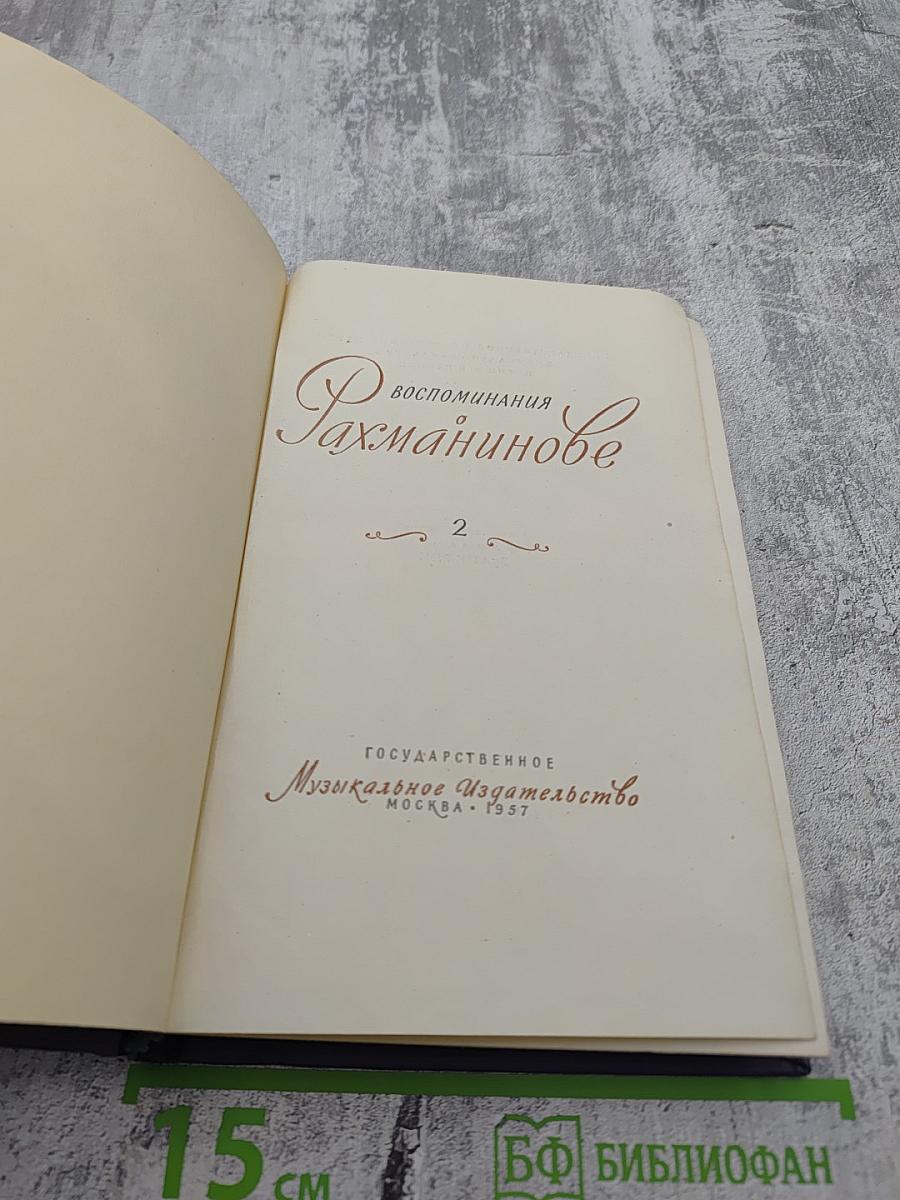 ВОСПОМИНАНИЯ
о
Рахманинове
2
ГОСУДАРСТВЕННОЕ
Музыкальное Издательство
МОСКВА • 1957
15 СМ
БФ БИБЛИОФАН